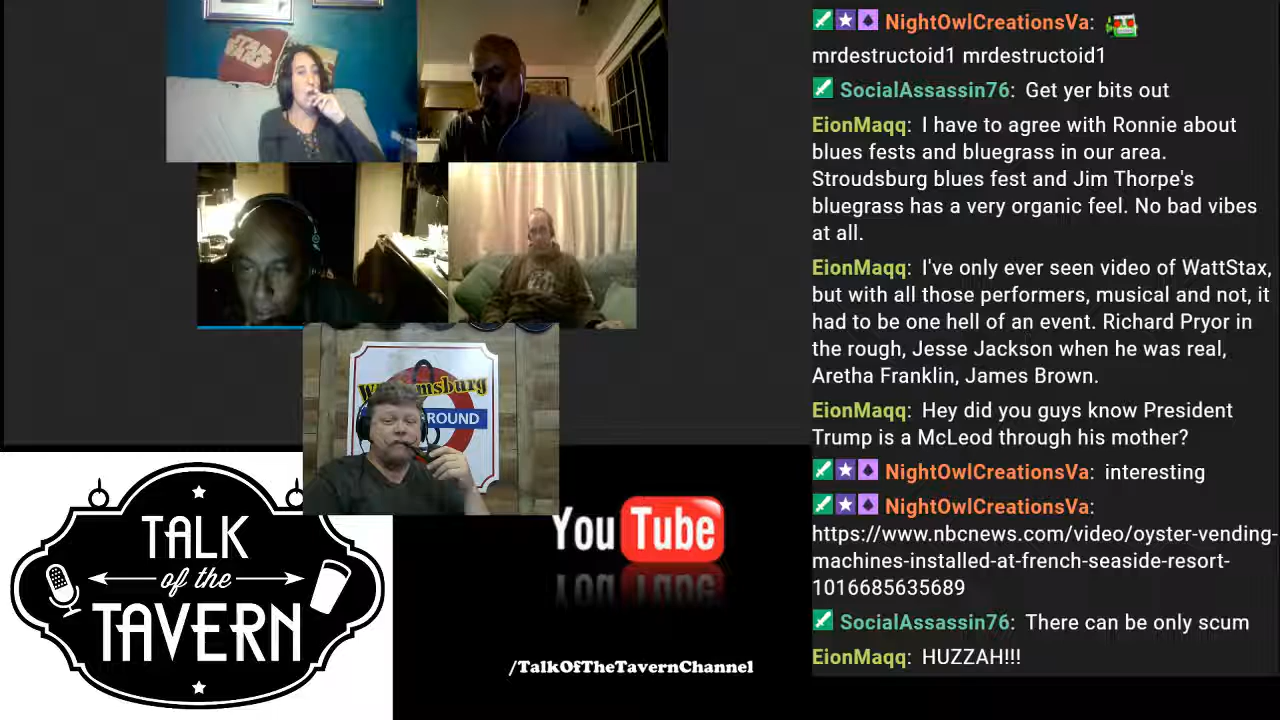 NightOwlCreationsVa:
mrdestructoid1 mrdestructoid1
SocialAssassin76: Get yer bits out
EionMaqq: I have to agree with Ronnie about
blues fests and bluegrass in our area.
Stroudsburg blues fest and Jim Thorpe's
bluegrass has a very organic feel. No bad vibes
at all.
EionMaqq: I've only ever seen video of WattStax,
but with all those performers, musical and not, it
had to be one hell of an event. Richard Pryor in
the rough, Jesse Jackson when he was real,
Aretha Franklin, James Brown.
EionMaqq: Hey did you guys know President
Trump is a McLeod through his mother?
NightOwlCreationsVa: interesting
NightOwlCreationsVa:
https://www.nbcnews.com/video/oyster-vending-
machines-installed-at-french-seaside-resort-
1016685635689
SocialAssassin76: There can be only scum
EionMaqq: HUZZAH!!!
STAR
WARS
ROUND
TALK
of the
TAVERN
YouTube
/TalkOfTheTavernChannel